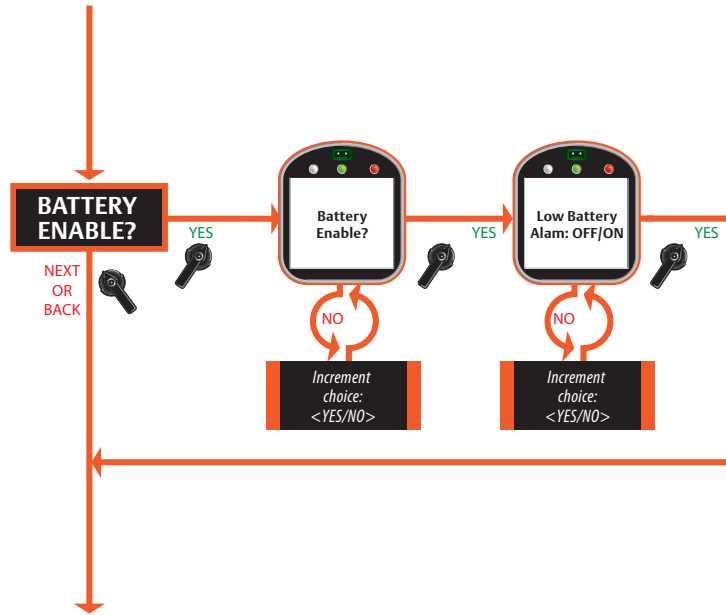 BATTERY
ENABLE?
YES
NEXT
OR
BACK
Battery
Enable?
YES
NO
Increment
choice:
<YES/NO>
Low Battery
Alam: OFF/ON
YES
NO
Increment
choice:
<YES/NO>